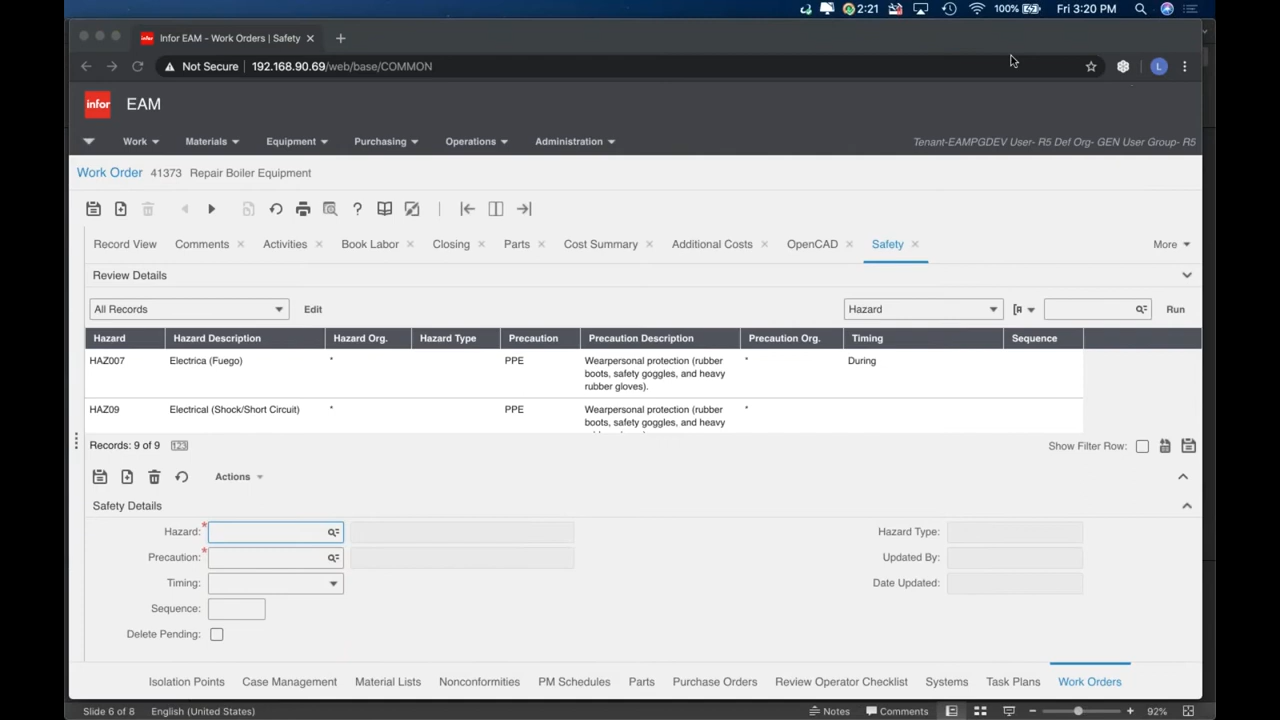 2:21 100% Fri 3:20 PM
Infor EAM - Work Orders | Safety
Not Secure 192.168.90.69/web/base/COMMON L
infor EAM
Work Materials Equipment Purchasing Operations Administration Tenant-EAMPGDEV User- R5 Def Org- GEN User Group- R5
Work Order 41373 Repair Boiler Equipment
Record View Comments Activities Book Labor Closing Parts Cost Summary Additional Costs OpenCAD Safety More
Review Details
All Records Edit Hazard Run
Hazard Hazard Description Hazard Org. Hazard Type Precaution Precaution Description Precaution Org. Timing Sequence
HAZ007 Electrica (Fuego) * PPE Wearpersonal protection (rubber * During
boots, safety goggles, and heavy
rubber gloves).
HAZ09 Electrical (Shock/Short Circuit) * PPE Wearpersonal protection (rubber *
boots, safety goggles, and heavy
Records: 9 of 9 123 Show Filter Row:
Actions
Safety Details
Hazard:* Hazard Type:
Precaution:* Updated By:
Timing: Date Updated:
Sequence:
Delete Pending:
Isolation Points Case Management Material Lists Nonconformities PM Schedules Parts Purchase Orders Review Operator Checklist Systems Task Plans Work Orders
Slide 6 of 8 English (United States) Notes Comments 92%